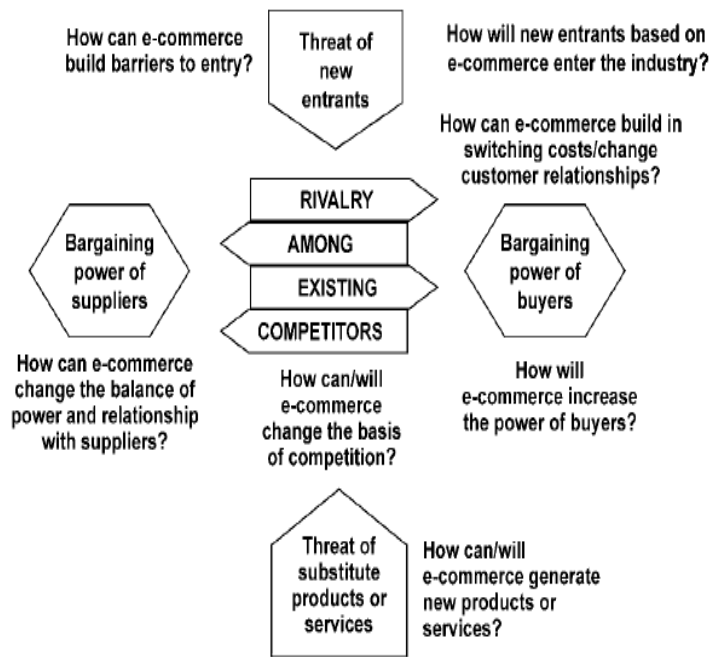 How can e-commerce
build barriers to entry?
Threat of
new
entrants
How will new entrants based on
e-commerce enter the industry?
How can e-commerce build in
switching costs/change
customer relationships?
RIVALRY
AMONG
EXISTING
COMPETITORS
Bargaining
power of
suppliers
Bargaining
power of
buyers
How can e-commerce
change the balance of
power and relationship
with suppliers?
How can/will
e-commerce
change the basis
of competition?
How will
e-commerce increase
the power of buyers?
Threat of
substitute
products or
services
How can/will
e-commerce generate
new products or
services?